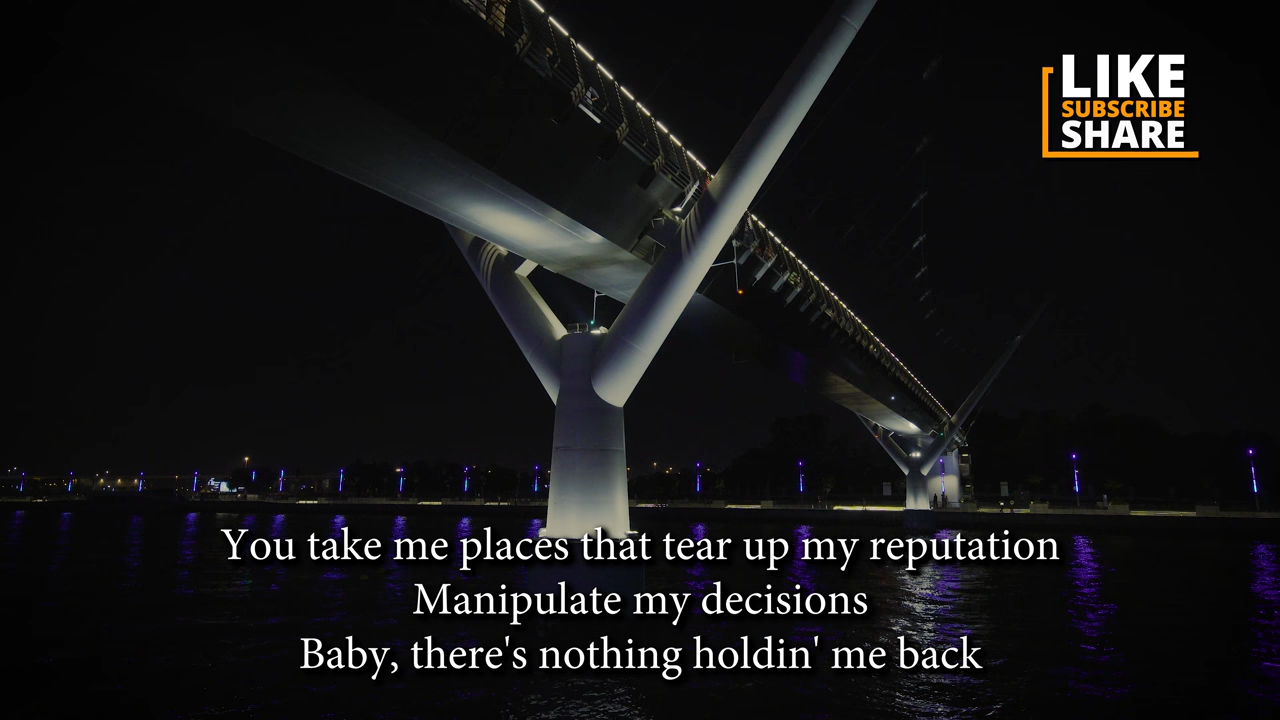 LIKE
SUBSCRIBE
SHARE
You take me places that tear up my reputation
Manipulate my decisions
Baby, there's nothing holdin' me back